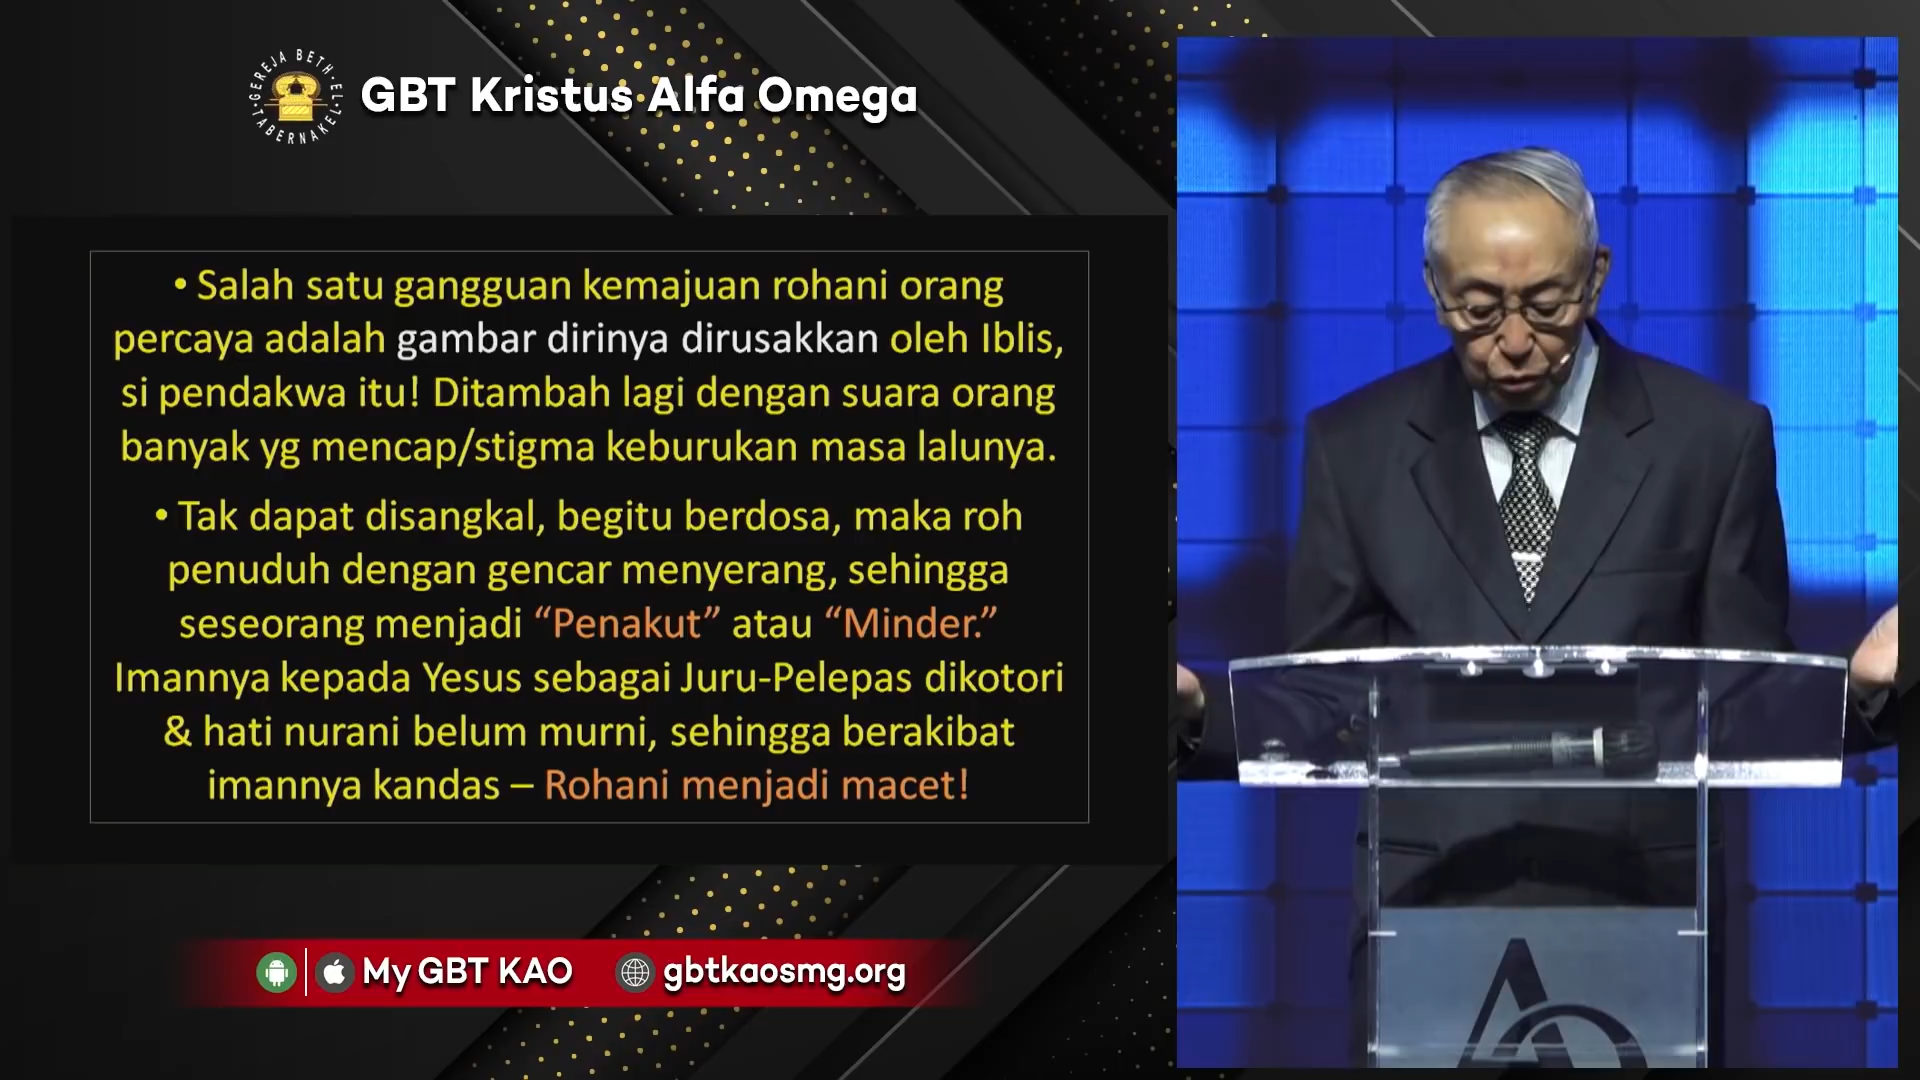 GEREJA BETH-EL TABERNAKEL
GBT Kristus Alfa Omega
• Salah satu gangguan kemajuan rohani orang
percaya adalah gambar dirinya dirusakkan oleh Iblis,
si pendakwa itu! Ditambah lagi dengan suara orang
banyak yg mencap/stigma keburukan masa lalunya.
• Tak dapat disangkal, begitu berdosa, maka roh
penuduh dengan gencar menyerang, sehingga
seseorang menjadi “Penakut” atau “Minder.”
Imannya kepada Yesus sebagai Juru-Pelepas dikotori
& hati nurani belum murni, sehingga berakibat
imannya kandas – Rohani menjadi macet!
My GBT KAO
gbtkaosmg.org